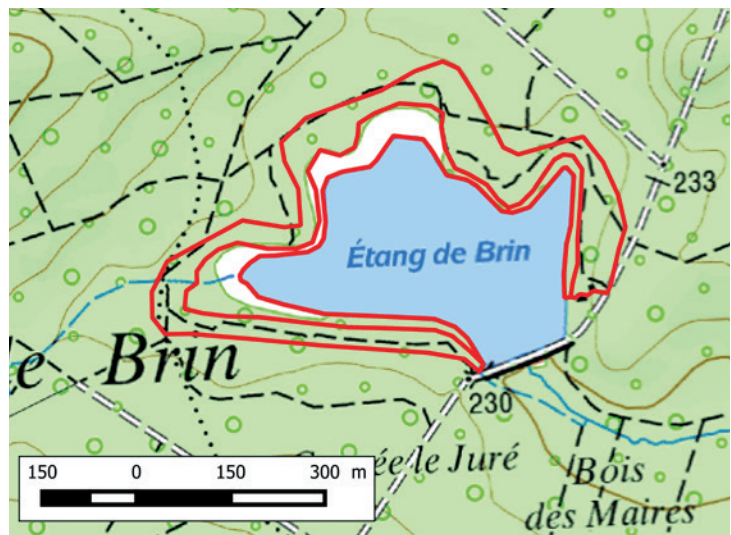 233
Étang de Brin
e Brin
230
ée le Juré
Bois
des Maires
150 0 150 300 m